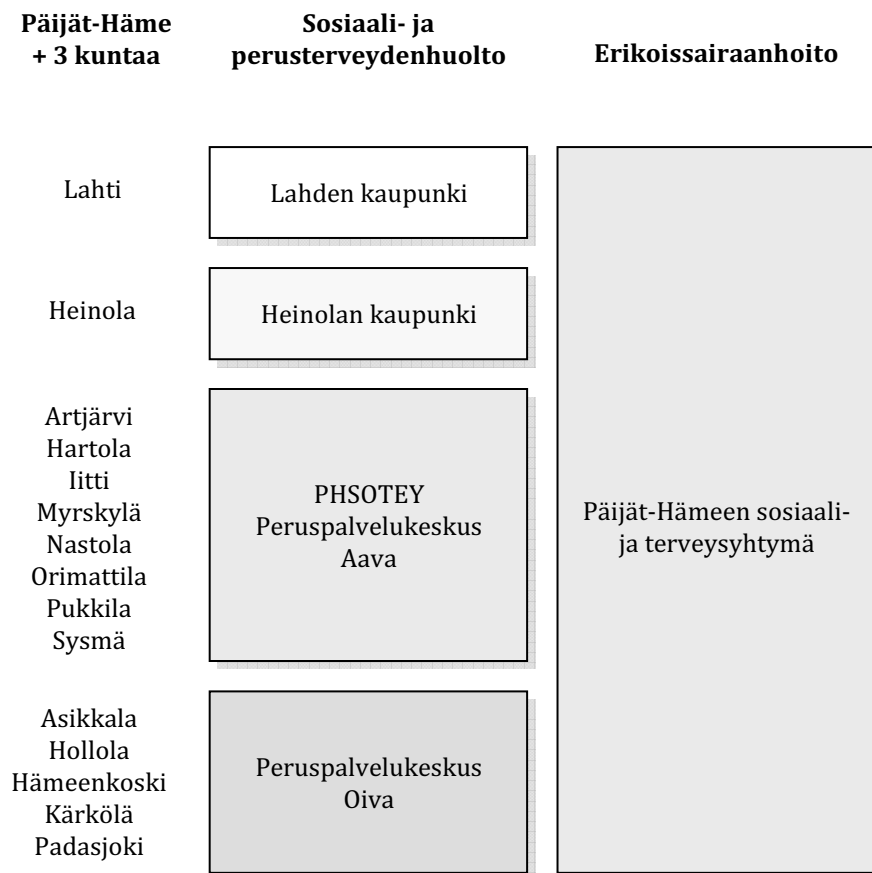 Päijät-Häme
+ 3 kuntaa
Sosiaali- ja
perusterveydenhuolto
Erikoissairaanhoito
Lahti
Lahden kaupunki
Heinola
Heinolan kaupunki
Artjärvi
Hartola
Iitti
Myrskylä
Nastola
Orimattila
Pukkila
Sysmä
PHSOTEY
Peruspalvelukeskus
Aava
Päijät-Hämeen sosiaali-
ja terveysyhtymä
Asikkala
Hollola
Hämeenkoski
Kärkölä
Padasjoki
Peruspalvelukeskus
Oiva